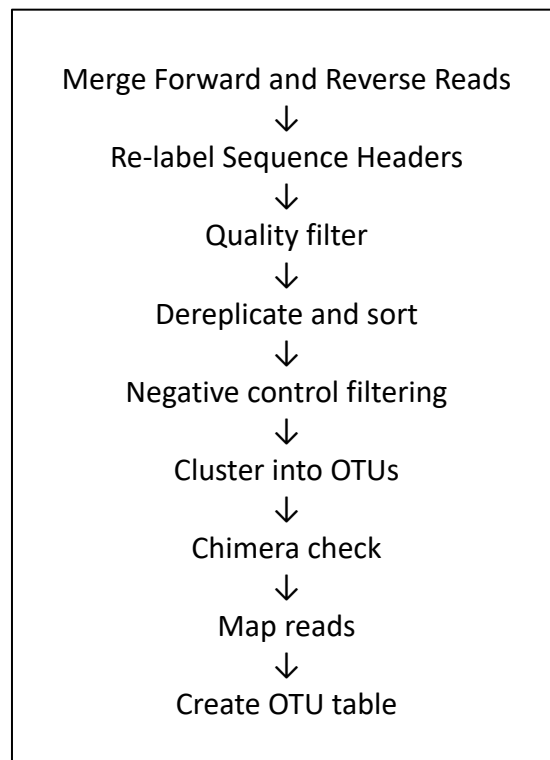 Merge Forward and Reverse Reads
↓
Re-label Sequence Headers
↓
Quality filter
↓
Dereplicate and sort
↓
Negative control filtering
↓
Cluster into OTUs
↓
Chimera check
↓
Map reads
↓
Create OTU table